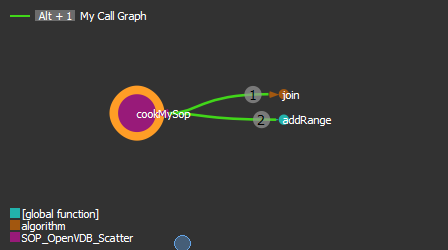 Alt + 1 My Call Graph
1 join
cookMySop
2 addRange
[global function]
algorithm
SOP_OpenVDB_Scatter